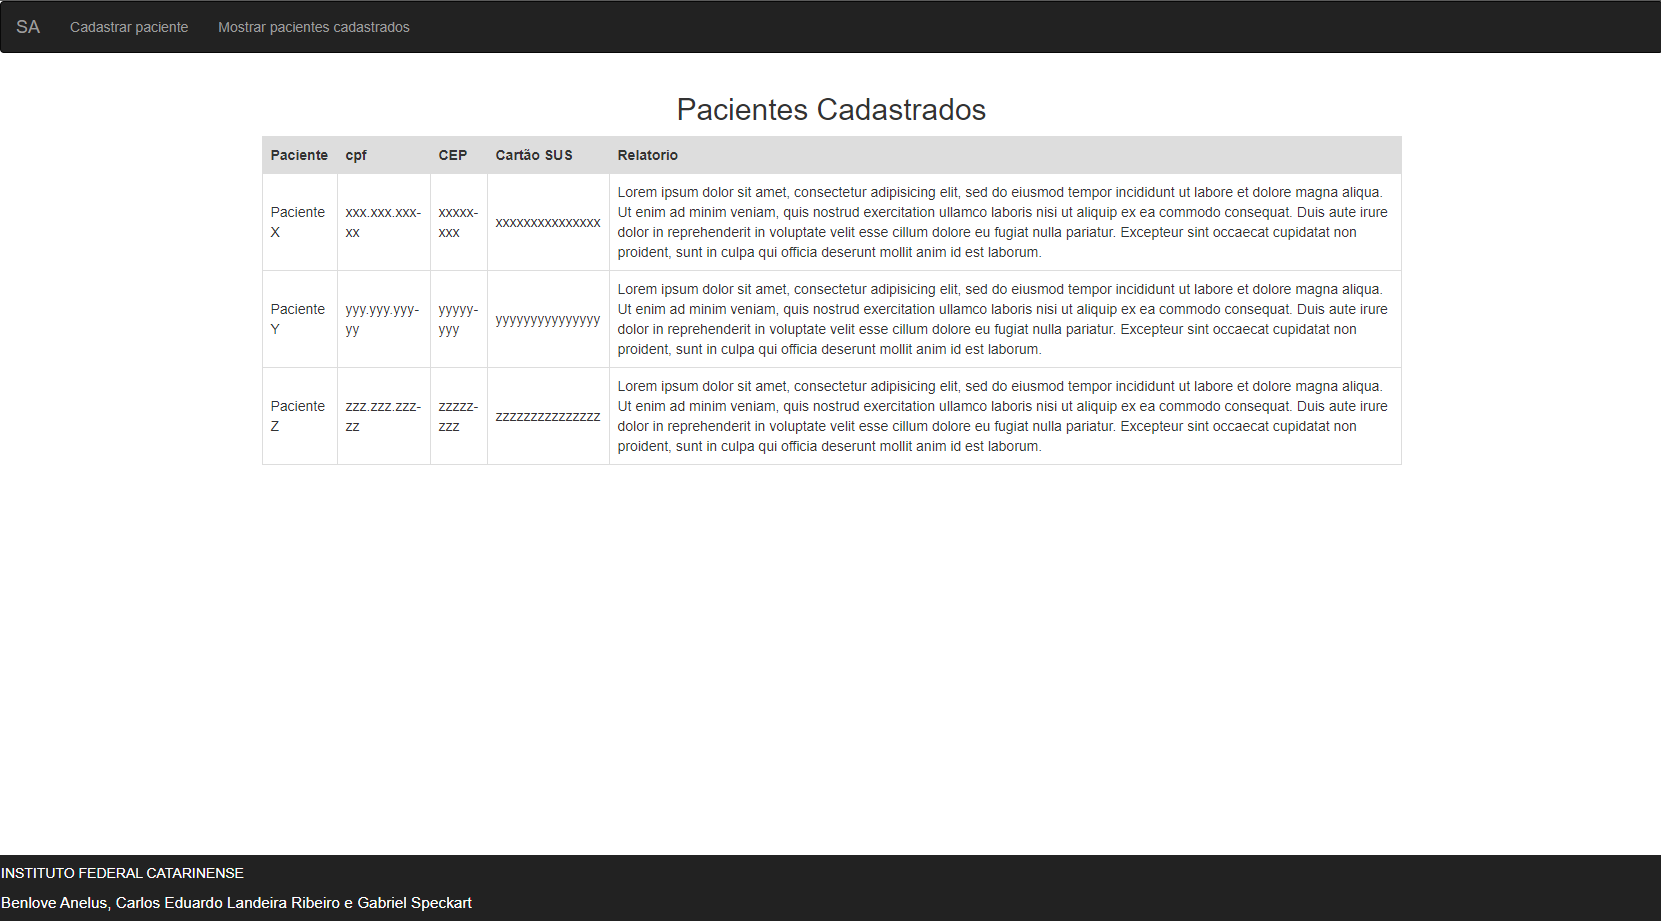 SA Cadastrar paciente Mostrar pacientes cadastrados
Pacientes Cadastrados
Paciente cpf CEP Cartão SUS Relatorio
Paciente
X
xxx.xxx.xxx-
xx
xxxxx-
xxx
xxxxxxxxxxxxxxx
Lorem ipsum dolor sit amet, consectetur adipisicing elit, sed do eiusmod tempor incididunt ut labore et dolore magna aliqua.
Ut enim ad minim veniam, quis nostrud exercitation ullamco laboris nisi ut aliquip ex ea commodo consequat. Duis aute irure
dolor in reprehenderit in voluptate velit esse cillum dolore eu fugiat nulla pariatur. Excepteur sint occaecat cupidatat non
proident, sunt in culpa qui officia deserunt mollit anim id est laborum.
Paciente
Y
yyy.yyy.yyy-
yy
yyyyy-
yyy
yyyyyyyyyyyyyyy
Lorem ipsum dolor sit amet, consectetur adipisicing elit, sed do eiusmod tempor incididunt ut labore et dolore magna aliqua.
Ut enim ad minim veniam, quis nostrud exercitation ullamco laboris nisi ut aliquip ex ea commodo consequat. Duis aute irure
dolor in reprehenderit in voluptate velit esse cillum dolore eu fugiat nulla pariatur. Excepteur sint occaecat cupidatat non
proident, sunt in culpa qui officia deserunt mollit anim id est laborum.
Paciente
Z
zzz.zzz.zzz-
zz
zzzzz-
zzz
zzzzzzzzzzzzzzz
Lorem ipsum dolor sit amet, consectetur adipisicing elit, sed do eiusmod tempor incididunt ut labore et dolore magna aliqua.
Ut enim ad minim veniam, quis nostrud exercitation ullamco laboris nisi ut aliquip ex ea commodo consequat. Duis aute irure
dolor in reprehenderit in voluptate velit esse cillum dolore eu fugiat nulla pariatur. Excepteur sint occaecat cupidatat non
proident, sunt in culpa qui officia deserunt mollit anim id est laborum.
INSTITUTO FEDERAL CATARINENSE
Benlove Anelus, Carlos Eduardo Landeira Ribeiro e Gabriel Speckart